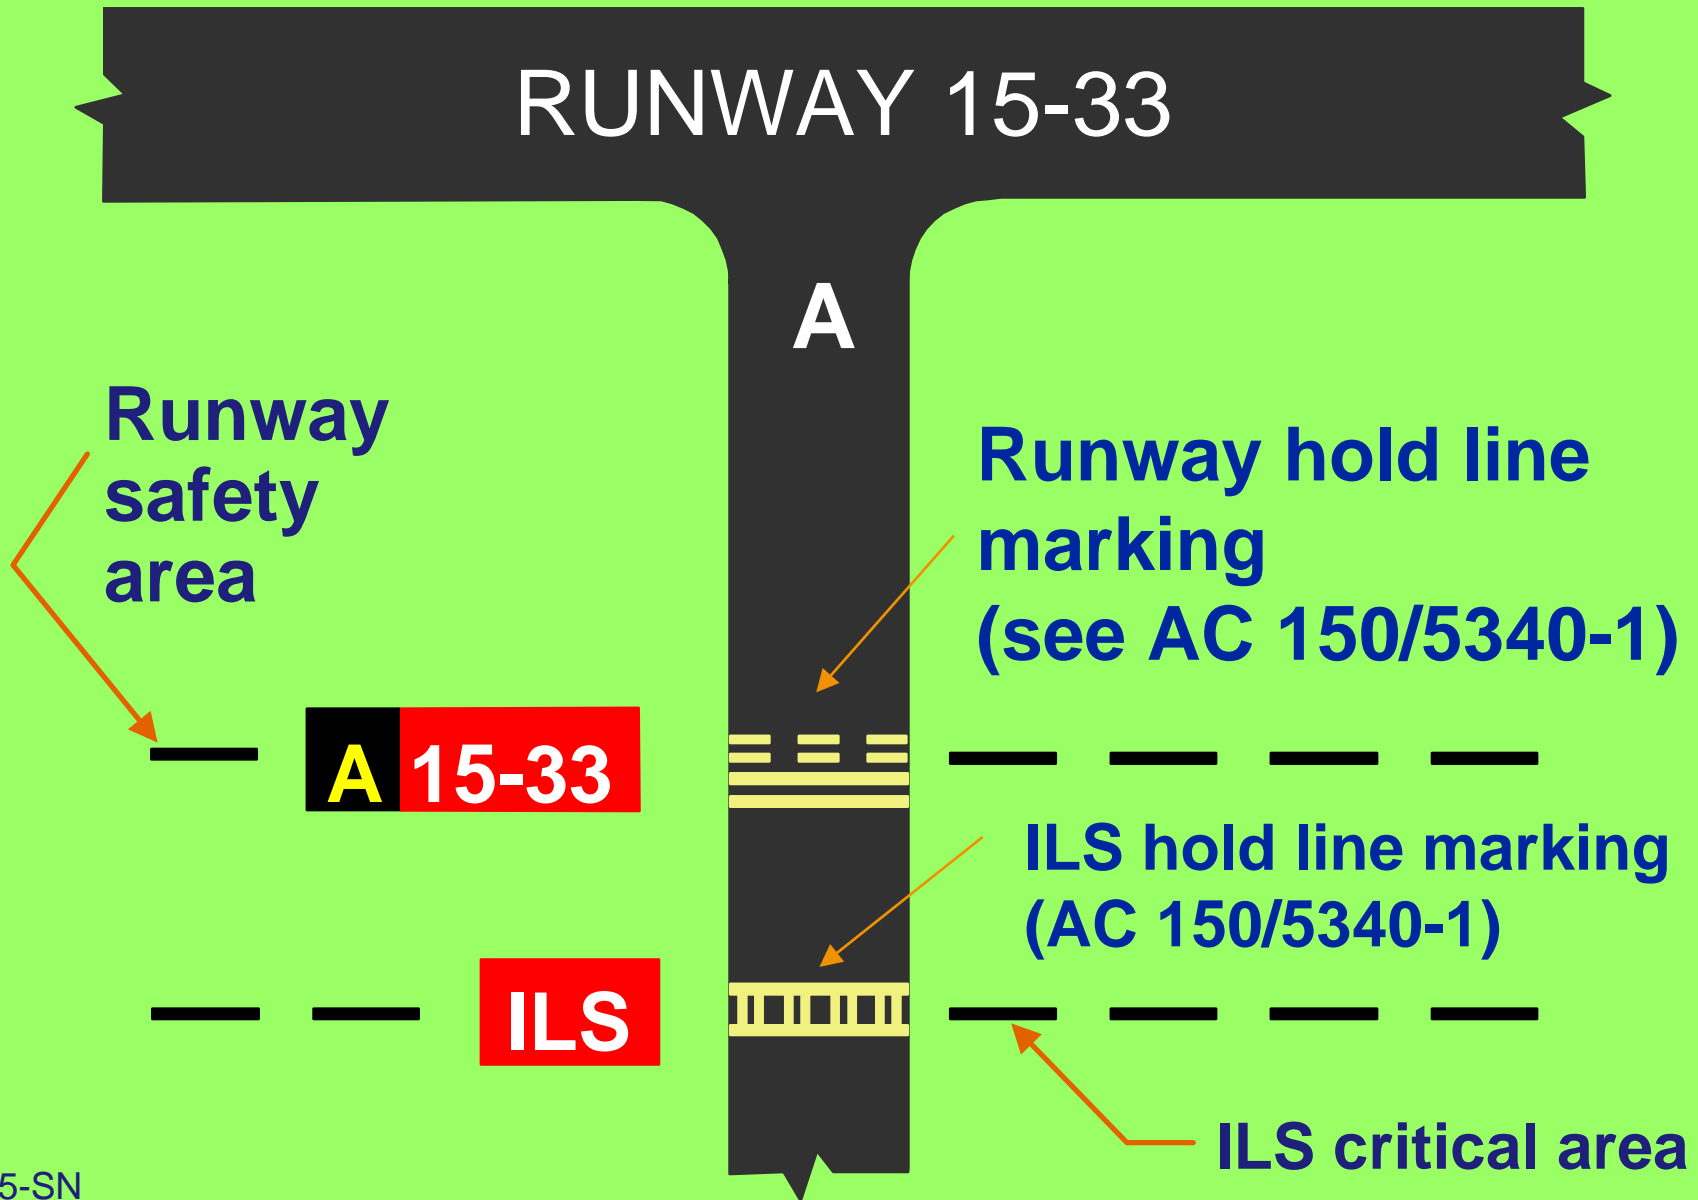 RUNWAY 15-33
A
Runway
safety
area
Runway hold line
marking
(see AC 150/5340-1)
A 15-33
ILS hold line marking
(AC 150/5340-1)
ILS
ILS critical area
5-SN